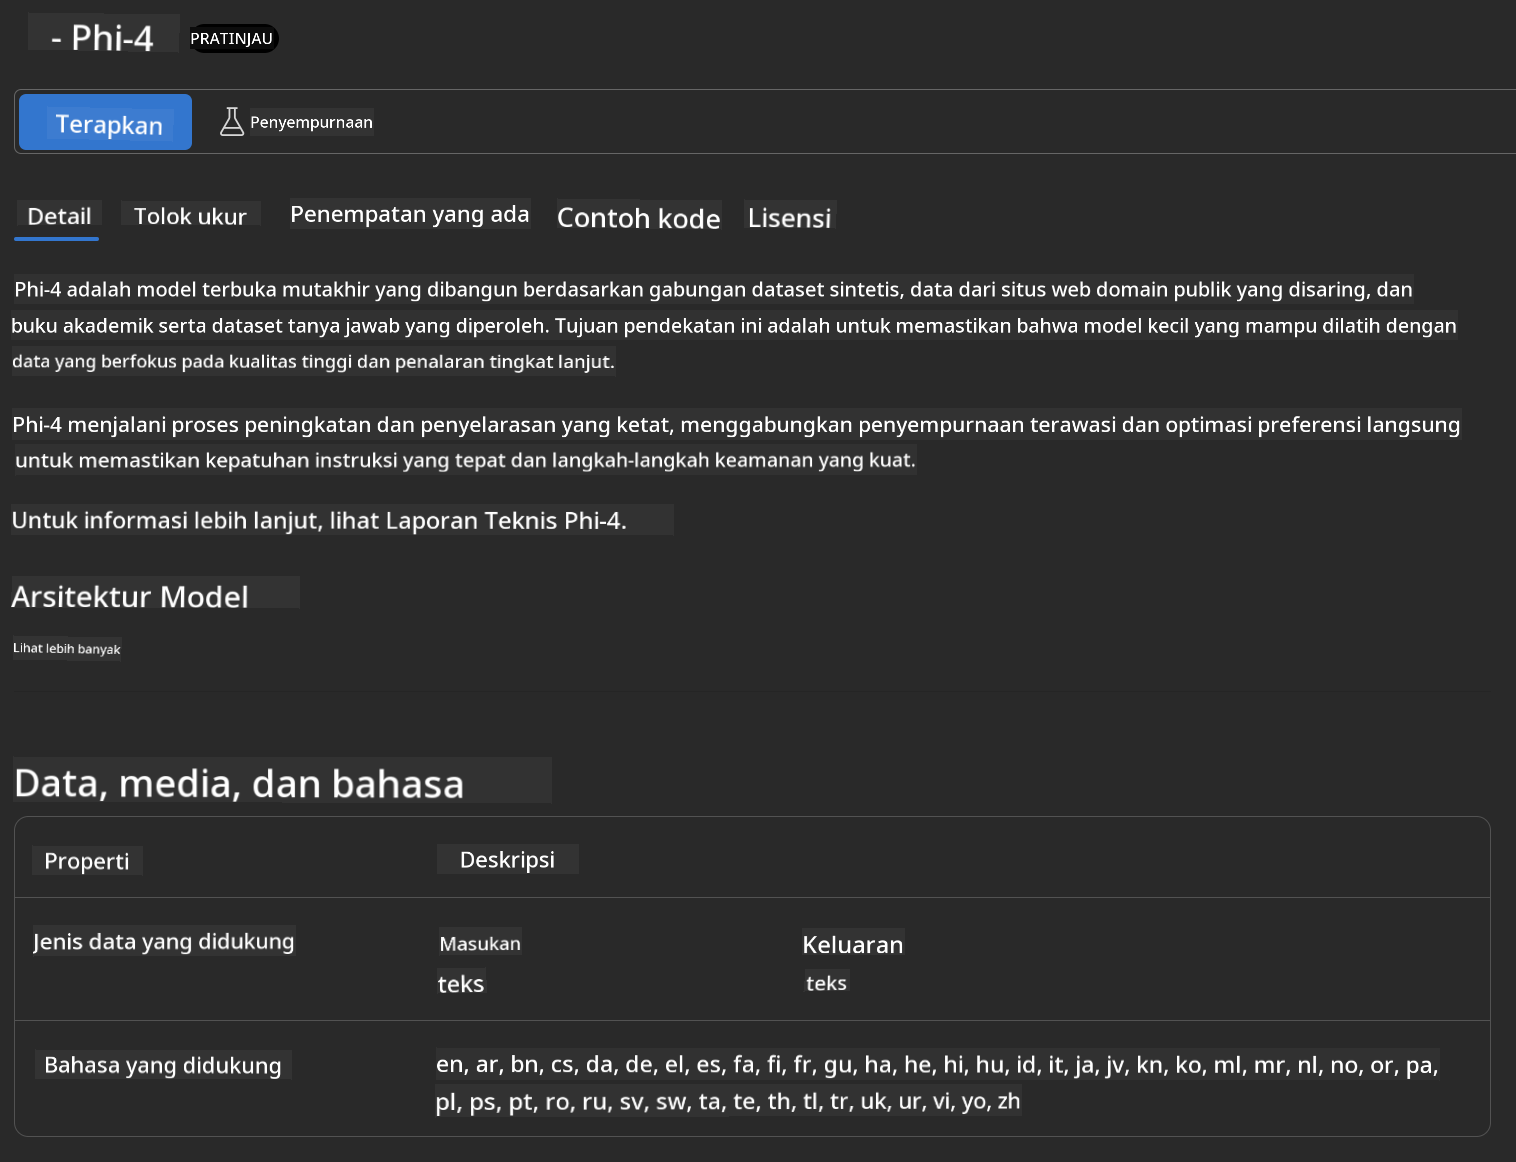 - Phi-4 PRATINJAU
Terapkan Penyempurnaan
Detail Tolok ukur Penempatan yang ada Contoh kode Lisensi
Phi-4 adalah model terbuka mutakhir yang dibangun berdasarkan gabungan dataset sintetis, data dari situs web domain publik yang disaring, dan
buku akademik serta dataset tanya jawab yang diperoleh. Tujuan pendekatan ini adalah untuk memastikan bahwa model kecil yang mampu dilatih dengan
data yang berfokus pada kualitas tinggi dan penalaran tingkat lanjut.
Phi-4 menjalani proses peningkatan dan penyelarasan yang ketat, menggabungkan penyempurnaan terawasi dan optimasi preferensi langsung
untuk memastikan kepatuhan instruksi yang tepat dan langkah-langkah keamanan yang kuat.
Untuk informasi lebih lanjut, lihat Laporan Teknis Phi-4.
Arsitektur Model
Lihat lebih banyak
Data, media, dan bahasa
Properti Deskripsi
Jenis data yang didukung Masukan Keluaran
teks teks
Bahasa yang didukung en, ar, bn, cs, da, de, el, es, fa, fi, fr, gu, ha, he, hi, hu, id, it, ja, jv, kn, ko, ml, mr, nl, no, or, pa,
pl, ps, pt, ro, ru, sv, sw, ta, te, th, tl, tr, uk, ur, vi, yo, zh